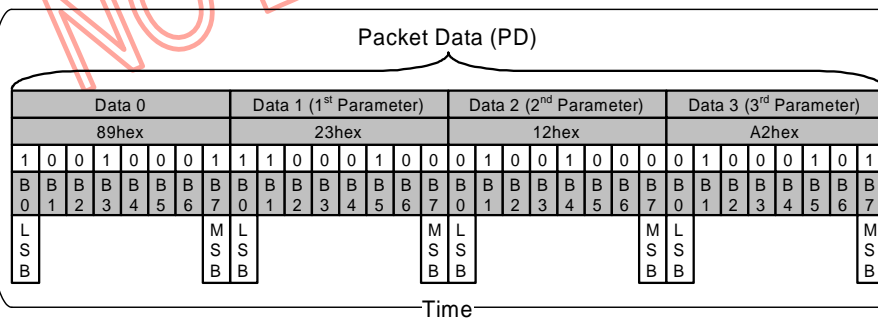 NO
Packet Data (PD)
Data 0 Data 1 (1st Parameter) Data 2 (2nd Parameter) Data 3 (3rd Parameter)
89hex 23hex 12hex A2hex
1 0 0 1 0 0 0 1 1 1 0 0 0 1 0 0 0 1 0 0 1 0 0 0 0 1 0 0 0 1 0 1
B0 B1 B2 B3 B4 B5 B6 B7 B0 B1 B2 B3 B4 B5 B6 B7 B0 B1 B2 B3 B4 B5 B6 B7 B0 B1 B2 B3 B4 B5 B6 B7
LSB MSB LSB MSB LSB MSB LSB MSB
Time